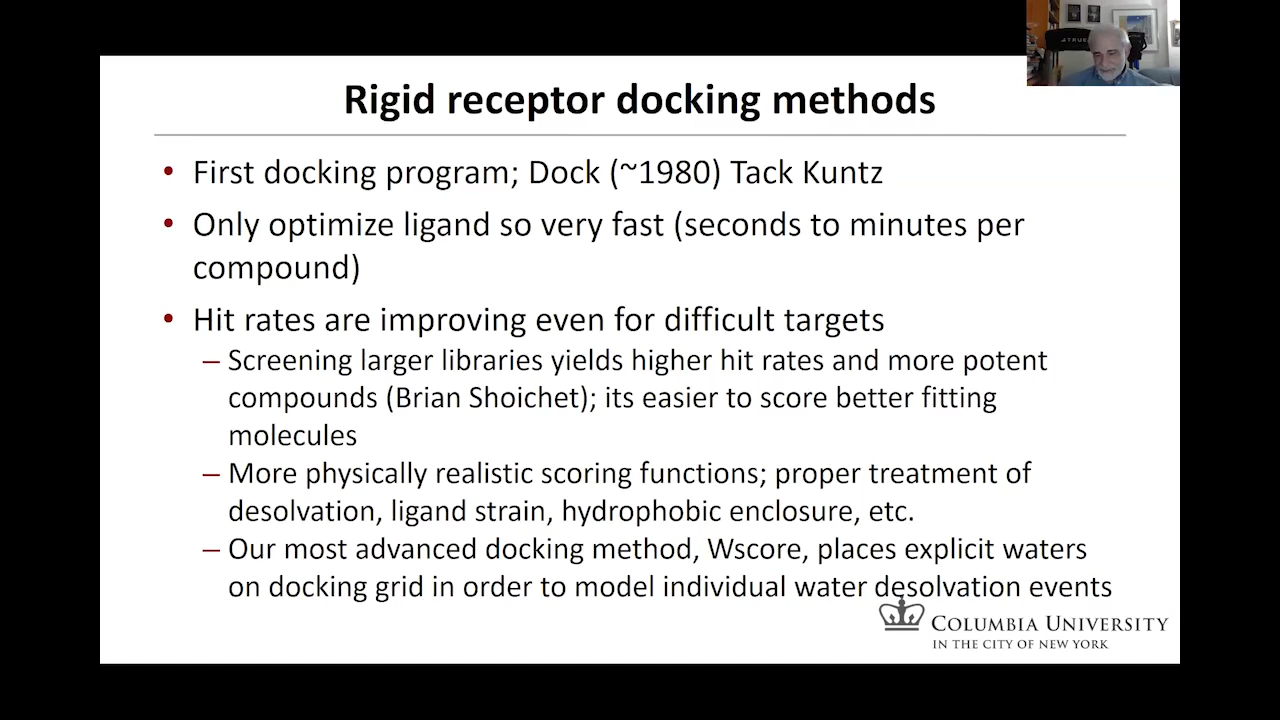 Rigid receptor docking methods
• First docking program; Dock (~1980) Tack Kuntz
• Only optimize ligand so very fast (seconds to minutes per
compound)
• Hit rates are improving even for difficult targets
– Screening larger libraries yields higher hit rates and more potent
compounds (Brian Shoichet); its easier to score better fitting
molecules
– More physically realistic scoring functions; proper treatment of
desolvation, ligand strain, hydrophobic enclosure, etc.
– Our most advanced docking method, Wscore, places explicit waters
on docking grid in order to model individual water desolvation events
COLUMBIA UNIVERSITY
IN THE CITY OF NEW YORK